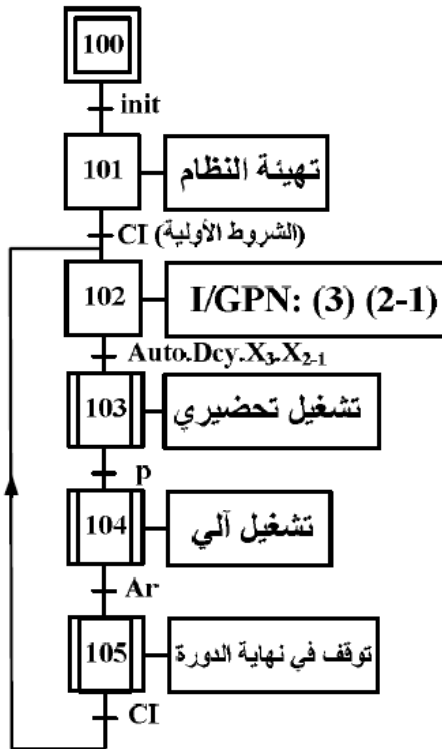 100
init
101
تهيئة النظام
CI (الشروط الأولية)
102
I/GPN: (3) (2-1)
Auto.Dcy.X3.X2-1
103
تشغيل تحضيري
p
104
تشغيل آلي
Ar
105
توقف في نهاية الدورة
CI